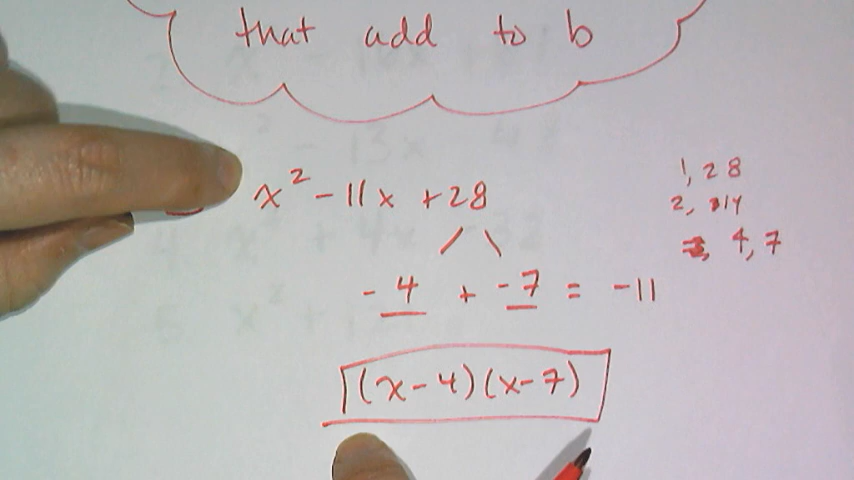 that add to b
x² - 11x + 28
1, 28
2, 14
4, 7
-4 + -7 = -11
(x-4)(x-7)